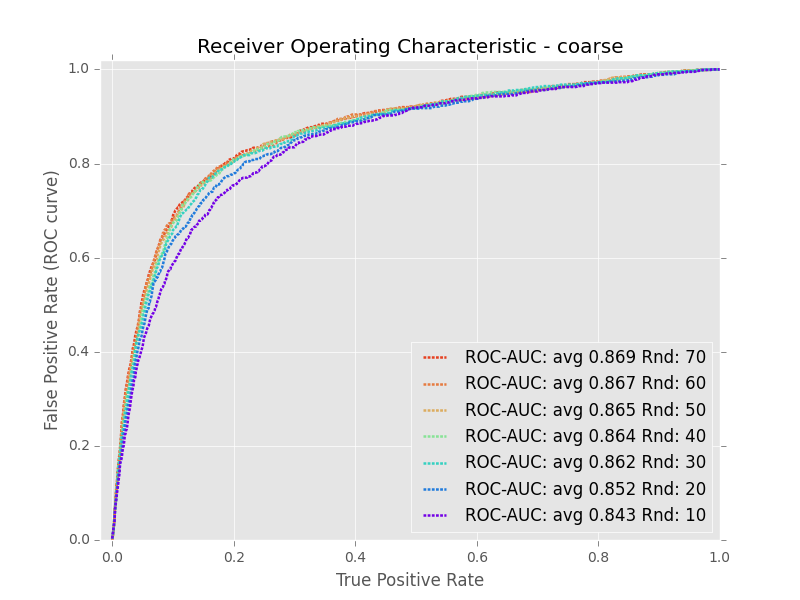 Receiver Operating Characteristic - coarse
1.0
0.8
0.6
0.4
0.2
0.0
False Positive Rate (ROC curve)
ROC-AUC: avg 0.869 Rnd: 70
ROC-AUC: avg 0.867 Rnd: 60
ROC-AUC: avg 0.865 Rnd: 50
ROC-AUC: avg 0.864 Rnd: 40
ROC-AUC: avg 0.862 Rnd: 30
ROC-AUC: avg 0.852 Rnd: 20
ROC-AUC: avg 0.843 Rnd: 10
0.0 0.2 0.4 0.6 0.8 1.0
True Positive Rate